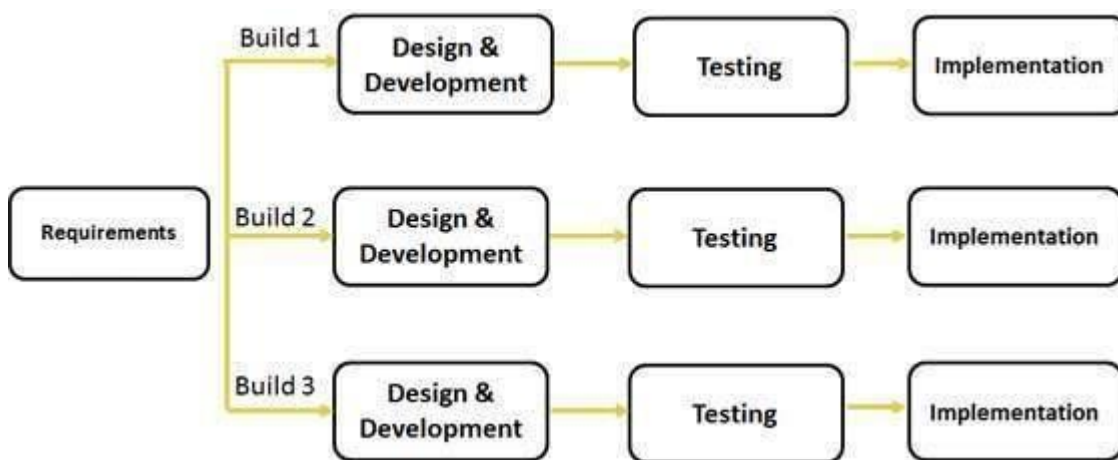 Build 1
Design &
Development
Testing
Implementation
Requirements
Build 2
Design &
Development
Testing
Implementation
Build 3
Design &
Development
Testing
Implementation